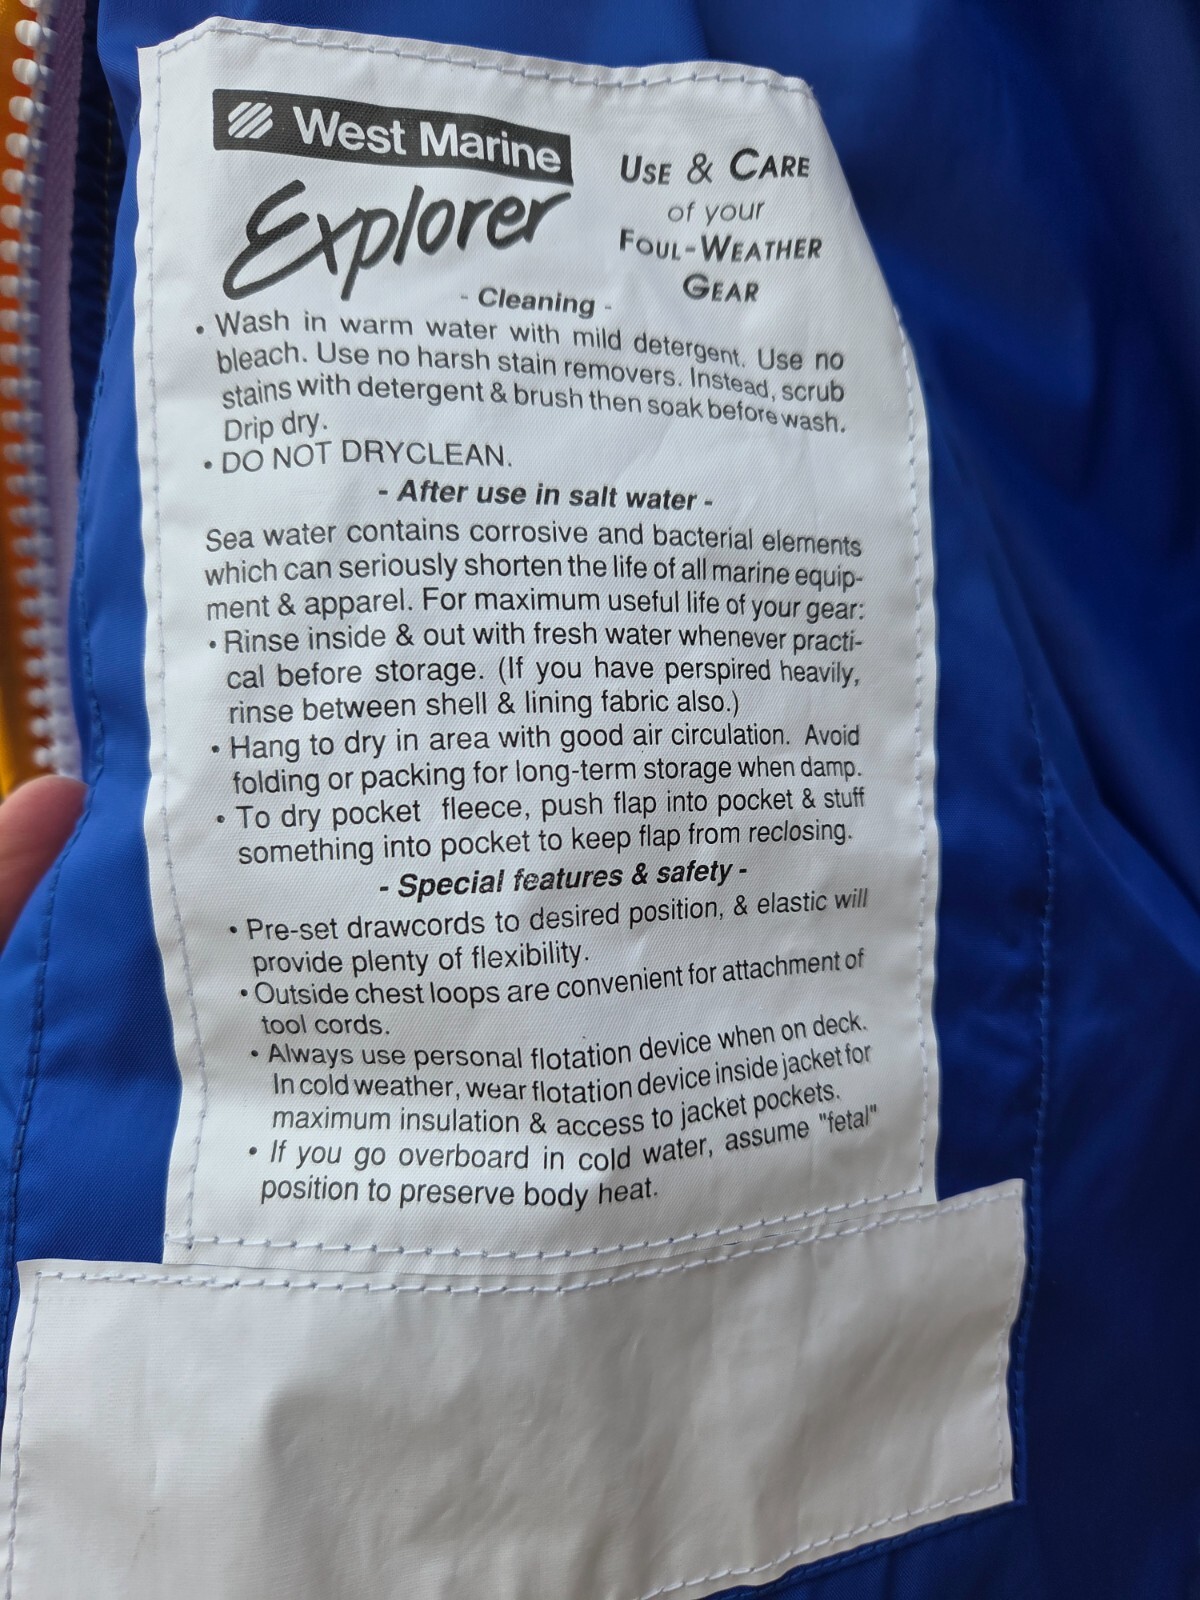 West Marine
Explorer
USE & CARE
of your
FOUL-WEATHER
GEAR
- Cleaning -
• Wash in warm water with mild detergent. Use no
bleach. Use no harsh stain removers. Instead, scrub
stains with detergent & brush then soak before wash.
Drip dry.
• DO NOT DRYCLEAN.
- After use in salt water -
Sea water contains corrosive and bacterial elements
which can seriously shorten the life of all marine equip-
ment & apparel. For maximum useful life of your gear:
• Rinse inside & out with fresh water whenever practi-
cal before storage. (If you have perspired heavily,
rinse between shell & lining fabric also.)
• Hang to dry in area with good air circulation. Avoid
folding or packing for long-term storage when damp.
• To dry pocket fleece, push flap into pocket & stuff
something into pocket to keep flap from reclosing.
- Special features & safety -
• Pre-set drawcords to desired position, & elastic will
provide plenty of flexibility.
• Outside chest loops are convenient for attachment of
tool cords.
• Always use personal flotation device when on deck.
In cold weather, wear flotation device inside jacket for
maximum insulation & access to jacket pockets.
• If you go overboard in cold water, assume "fetal"
position to preserve body heat.